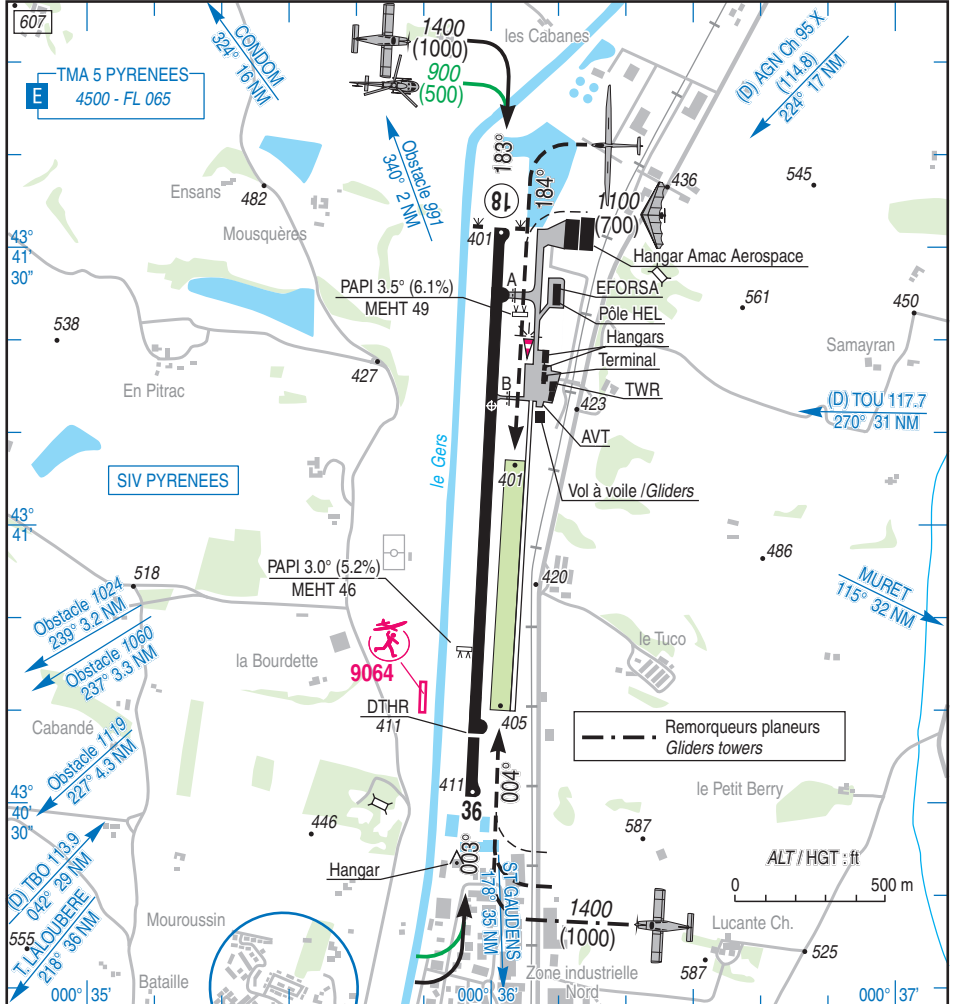 607
CONDOM
324° 16 NM
1400
(1000)
900
(500)
les Cabanes
(D) AGN Ch 95 X
(114.8)
224° 17 NM
TMA 5 PYRENEES
E
4500 - FL 065
Obstacle 991
340° 2 NM
183°
184°
18
Ensans
482
Mousquères
1100
(700)
436
545
43°
41'
30"
401
Hangar Amac Aerospace
A
PAPI 3.5° (6.1%)
MEHT 49
EFORSA
Pôle HEL
561
450
538
Hangars
Samayran
Terminal
427
En Pitrac
B
TWR
423
(D) TOU 117.7
270° 31 NM
AVT
le Gers
SIV PYRENEES
401
Vol à voile /Gliders
43°
41'
486
PAPI 3.0° (5.2%)
MEHT 46
518
420
MURET
115° 32 NM
Obstacle 1024
239° 3.2 NM
Obstacle 1060
237° 3.3 NM
la Bourdette
9064
le Tuco
DTHR
411
405
Cabandé
Remorqueurs planeurs
Gliders towers
Obstacle 1119
227° 4.3 NM
004°
43°
40'
30"
411
36
le Petit Berry
446
587
003°
ALT / HGT : ft
Hangar
0
500 m
(D) TBO 113.9
042° 29 NM
T. LALOUBERE
218° 36 NM
ST GAUDENS
178° 35 NM
1400
(1000)
Mouroussin
Lucante Ch.
555
525
587
Bataille
Zone industrielle
Nord
000° 35'
000° 36'
000° 37'